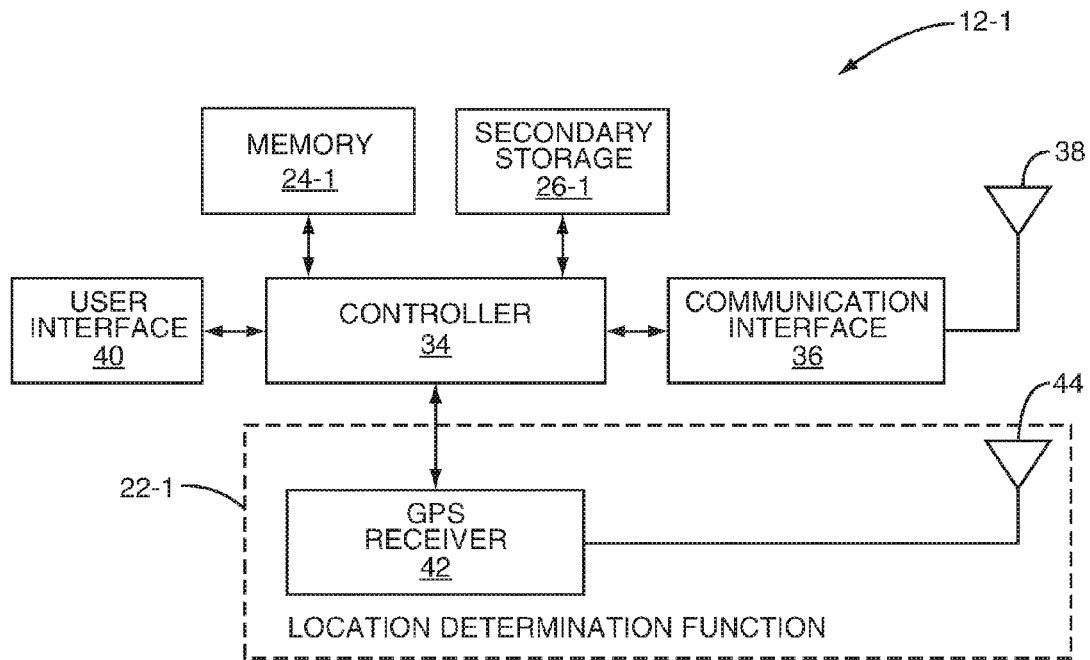 12-1
MEMORY
24-1
SECONDARY
STORAGE
26-1
38
USER
INTERFACE
40
CONTROLLER
34
COMMUNICATION
INTERFACE
36
44
22-1
GPS
RECEIVER
42
LOCATION DETERMINATION FUNCTION